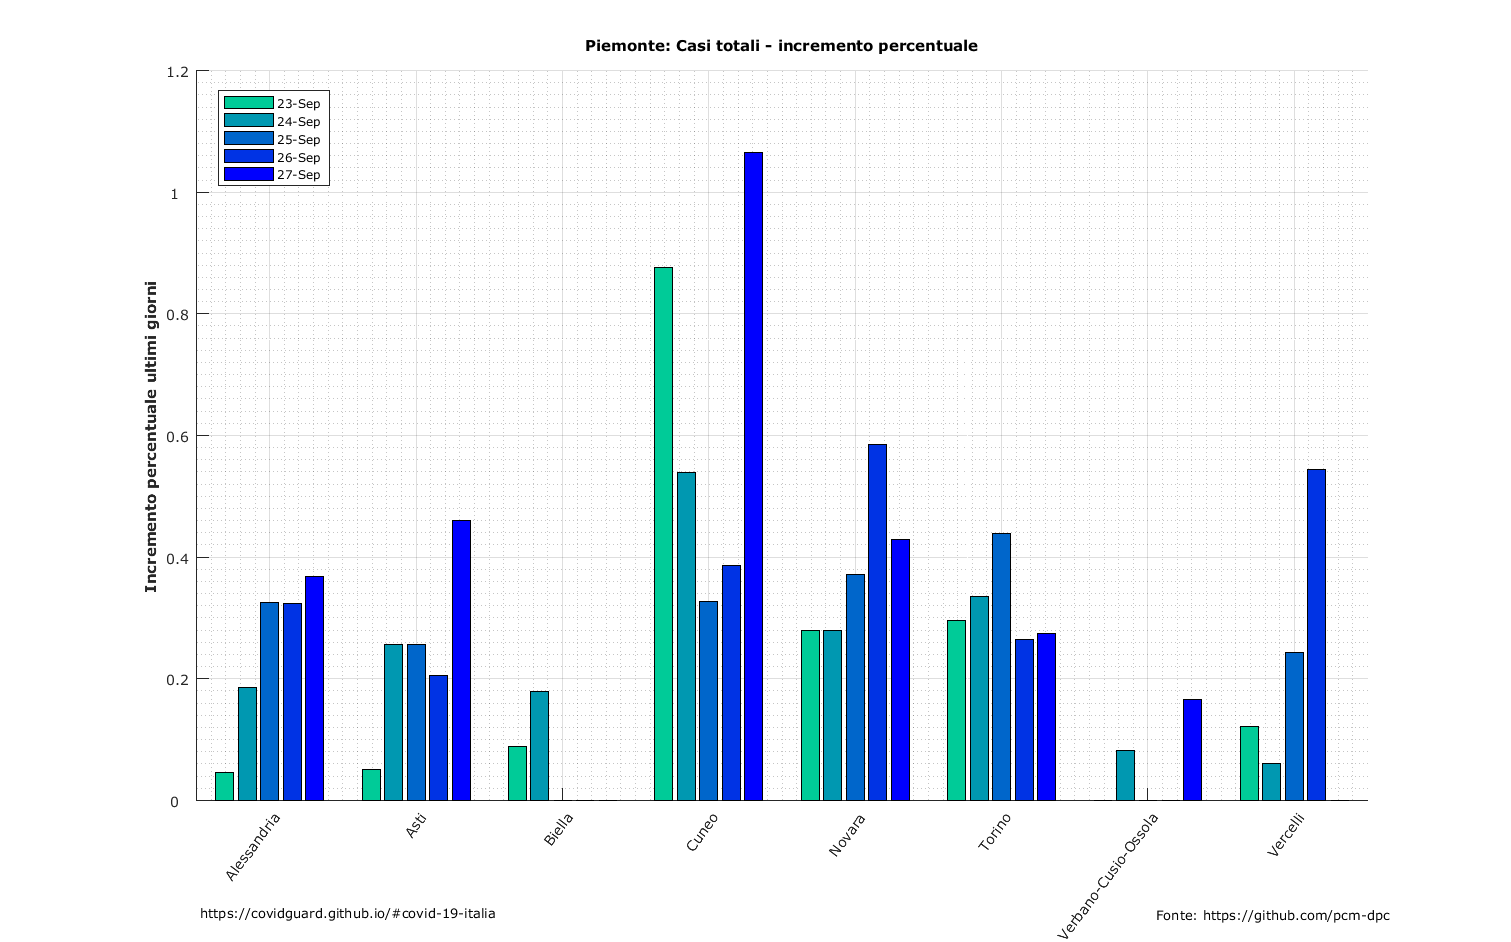 Piemonte: Casi totali - incremento percentuale
1.2
1
0.8
0.6
0.4
0.2
0
Incremento percentuale ultimi giorni
23-Sep
24-Sep
25-Sep
26-Sep
27-Sep
Alessandria
Asti
Biella
Cuneo
Novara
Torino
Verbano-Cusio-Ossola
Vercelli
https://covidguard.github.io/#covid-19-italia
Fonte: https://github.com/pcm-dpc